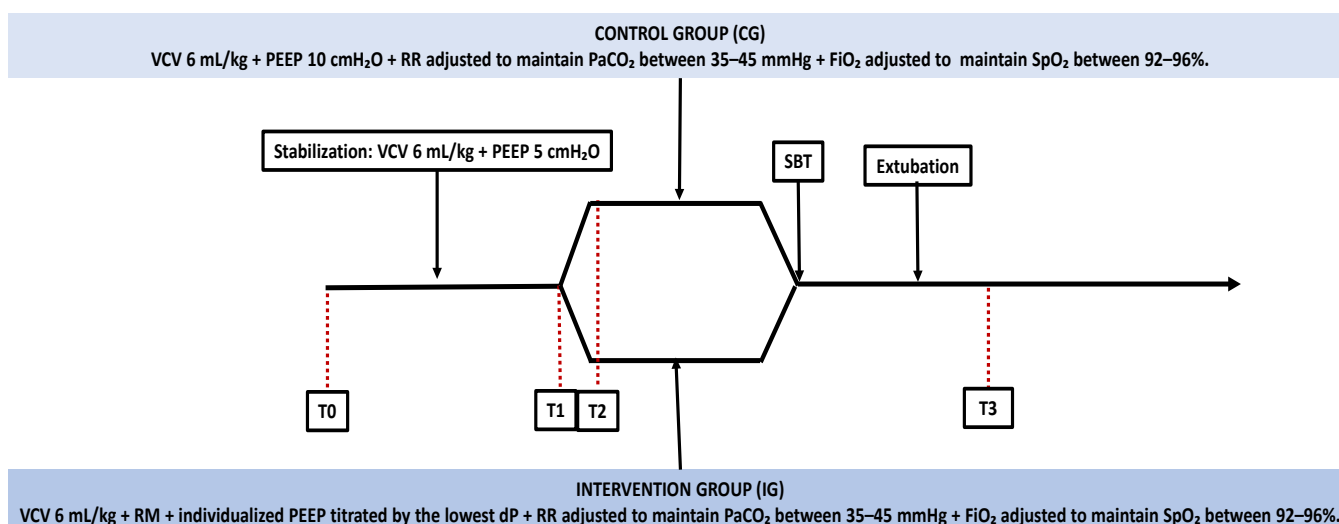 CONTROL GROUP (CG)
VCV 6 mL/kg + PEEP 10 cmH₂O + RR adjusted to maintain PaCO₂ between 35–45 mmHg + FiO₂ adjusted to maintain SpO₂ between 92–96%.
Stabilization: VCV 6 mL/kg + PEEP 5 cmH₂O
SBT
Extubation
T0
T1
T2
T3
INTERVENTION GROUP (IG)
VCV 6 mL/kg + RM + individualized PEEP titrated by the lowest dP + RR adjusted to maintain PaCO₂ between 35–45 mmHg + FiO₂ adjusted to maintain SpO₂ between 92–96%.